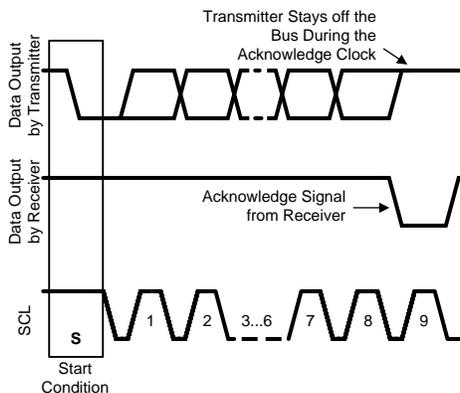 Transmitter Stays off the
Bus During the
Acknowledge Clock
Data Output
by Transmitter
Data Output
by Receiver
Acknowledge Signal
from Receiver
SCL
S
1
2
3...6
7
8
9
Start
Condition